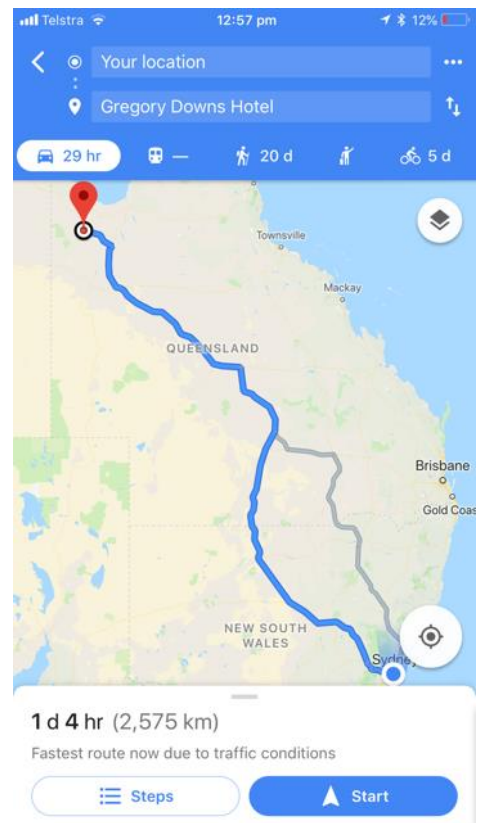 Telstra 12:57 pm 12%
Your location
Gregory Downs Hotel
29 hr — 20 d 5 d
Townsville
Mackay
QUEENSLAND
Brisbane
Gold Coas
NEW SOUTH
WALES
Sydney
1 d 4 hr (2,575 km)
Fastest route now due to traffic conditions
Steps Start